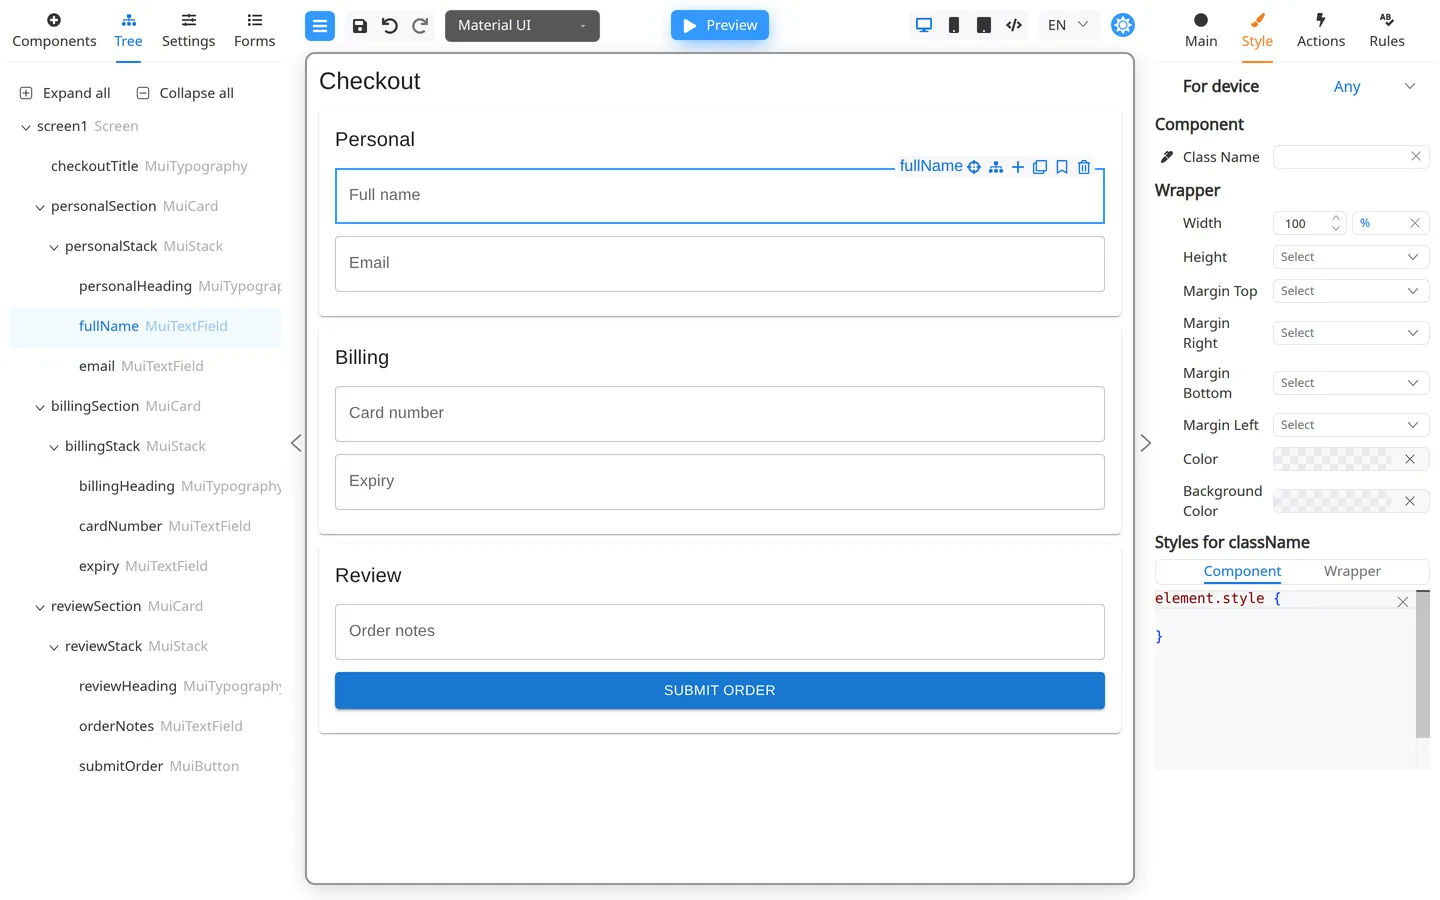 Components Tree Settings Forms
Material UI
Preview
EN
Main Style Actions Rules
Expand all Collapse all
screen1 Screen
checkoutTitle MuiTypography
personalSection MuiCard
personalStack MuiStack
personalHeading MuiTypograp
fullName MuiTextField
email MuiTextField
billingSection MuiCard
billingStack MuiStack
billingHeading MuiTypography
cardNumber MuiTextField
expiry MuiTextField
reviewSection MuiCard
reviewStack MuiStack
reviewHeading MuiTypography
orderNotes MuiTextField
submitOrder MuiButton
Checkout
Personal
fullName
Full name
Email
Billing
Card number
Expiry
Review
Order notes
SUBMIT ORDER
For device Any
Component
Class Name
Wrapper
Width 100 %
Height Select
Margin Top Select
Margin
Right Select
Margin
Bottom Select
Margin Left Select
Color
Background
Color
Styles for className
Component Wrapper
element.style {
}